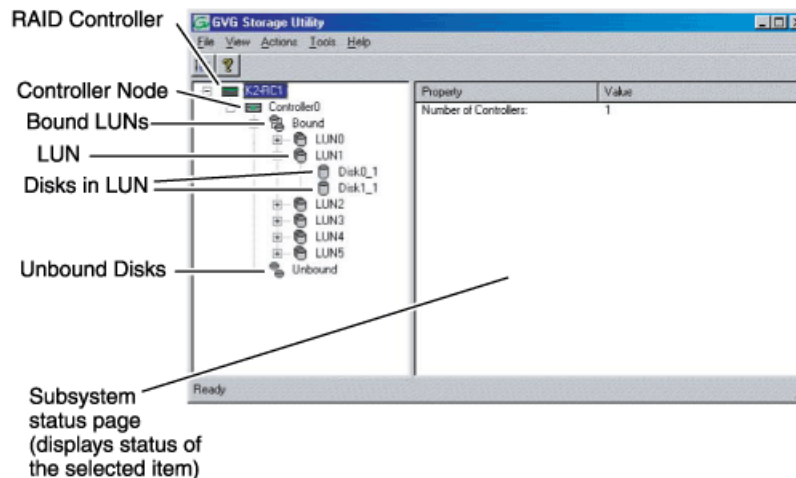 RAID Controller
Controller Node
Bound LUNs
LUN
Disks in LUN
Unbound Disks
Subsystem
status page
(displays status of
the selected item)
GVG Storage Utility
File View Actions Tools Help
K2-RC1
Controller0
Bound
LUN0
LUN1
Disk0_1
Disk1_1
LUN2
LUN3
LUN4
LUN5
Unbound
Property Value
Number of Controllers: 1
Ready